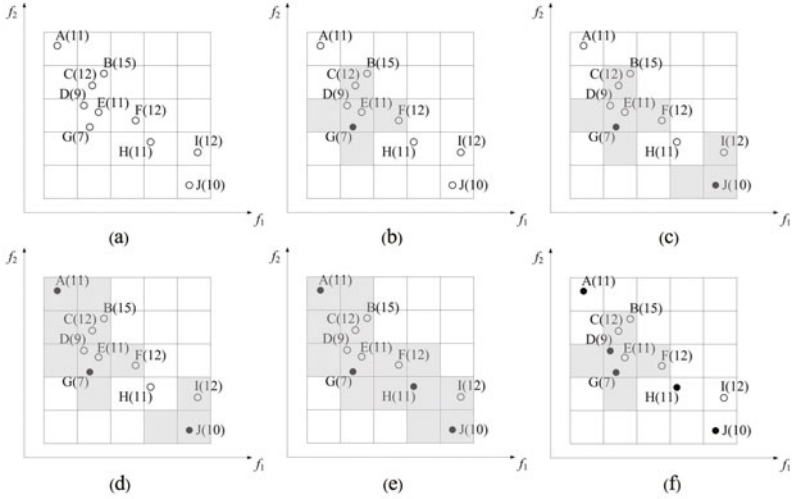 f2 f2 f2
A(11) A(11) A(11)
B(15) B(15) B(15)
C(12) C(12) C(12)
D(9) D(9) D(9)
E(11) F(12) E(11) F(12) E(11) F(12)
G(7) G(7) G(7)
H(11) I(12) H(11) I(12) H(11) I(12)
J(10) J(10) J(10)
f1 f1 f1
(a) (b) (c)
f2 f2 f2
A(11) A(11) A(11)
B(15) B(15) B(15)
C(12) C(12) C(12)
D(9) D(9) D(9)
E(11) F(12) E(11) F(12) E(11) F(12)
G(7) G(7) G(7)
H(11) I(12) H(11) I(12) H(11) I(12)
J(10) J(10) J(10)
f1 f1 f1
(d) (e) (f)